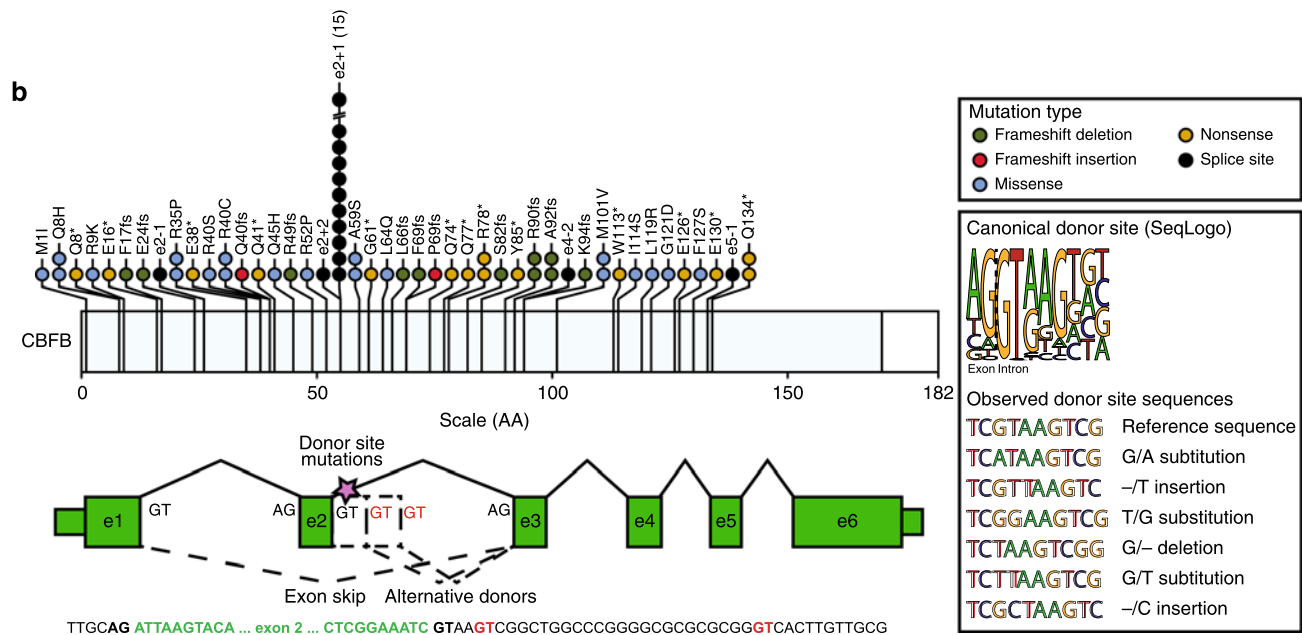 b
e2+1 (15)
M1I
Q8H
Q8*
R9K
E16*
F17fs
E24fs
e2-1
R35P
E38*
R40S
R40C
Q40fs
Q41*
Q45H
R49fs
R52P
e2+2
A59S
G61*
L64Q
L66fs
F69fs
P69fs
Q74*
Q77*
R78*
S82fs
Y85*
R90fs
A92fs
e4-2
K94fs
M101V
W113*
I114S
L119R
G121D
E126*
F127S
E130*
e5-1
Q134*
CBFB
0 50 100 150 182
Scale (AA)
Mutation type
Frameshift deletion
Nonsense
Frameshift insertion
Splice site
Missense
Canonical donor site (SeqLogo)
Exon Intron
Observed donor site sequences
TCGTAAGTCG Reference sequence
TCATAAGTCG G/A subtitution
TCGTTAAGTC –/T insertion
TCGGAAGTCG T/G substitution
TCTAAGTCGG G/– deletion
TCTTAAGTCG G/T subtitution
TCGCTAAGTC –/C insertion
Donor site
mutations
e1 GT AG e2 GT GT GT AG e3 e4 e5 e6
Exon skip Alternative donors
TTGCAG ATTAAGTACA ... exon 2 ... CTCGGAAATC GTAAGTCGGCTGGCCCGGGGCGCGCGCGGGTCACTTGTTGCG